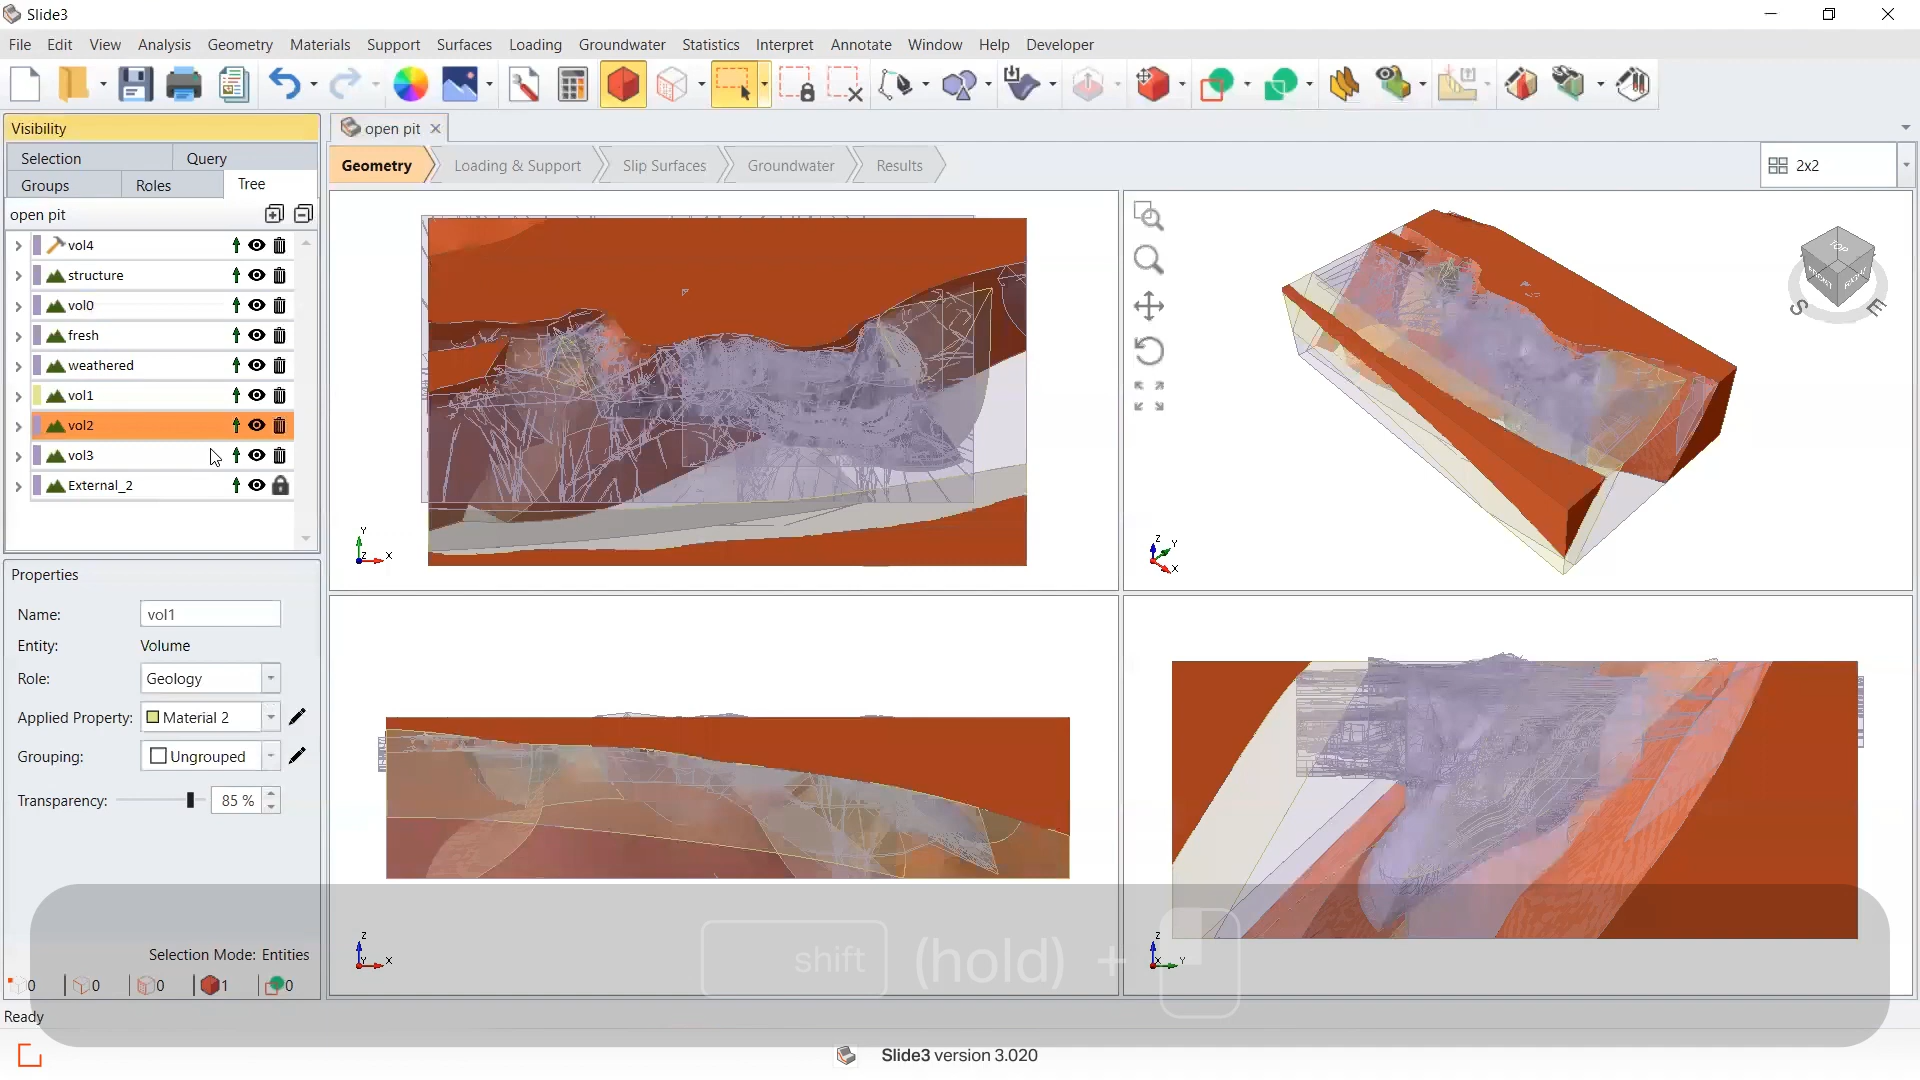 Slide3
File Edit View Analysis Geometry Materials Support Surfaces Loading Groundwater Statistics Interpret Annotate Window Help Developer
Visibility
Selection Query
Groups Roles Tree
open pit
vol4
structure
vol0
fresh
weathered
vol1
vol2
vol3
External_2
Properties
Name: vol1
Entity: Volume
Role: Geology
Applied Property: Material 2
Grouping: Ungrouped
Transparency: 85 %
Selection Mode: Entities
0 0 0 1 0
Ready
open pit
Geometry Loading & Support Slip Surfaces Groundwater Results
2x2
Y
Z X
TOP
S E
Z
Y
X
Z
Y X
Z
X Y
shift (hold) +
Slide3 version 3.020